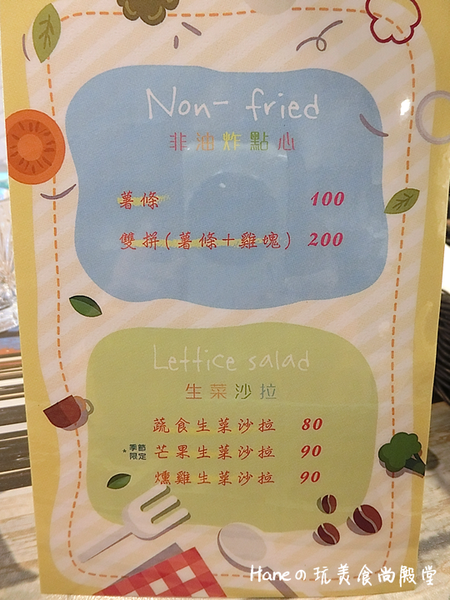 Non- fried
非油炸點心
薯條 100
雙拼(薯條+雞塊) 200
Lettice salad
生菜沙拉
蔬食生菜沙拉 80
*季節限定 芒果生菜沙拉 90
燻雞生菜沙拉 90
Haneの玩美食尚殿堂